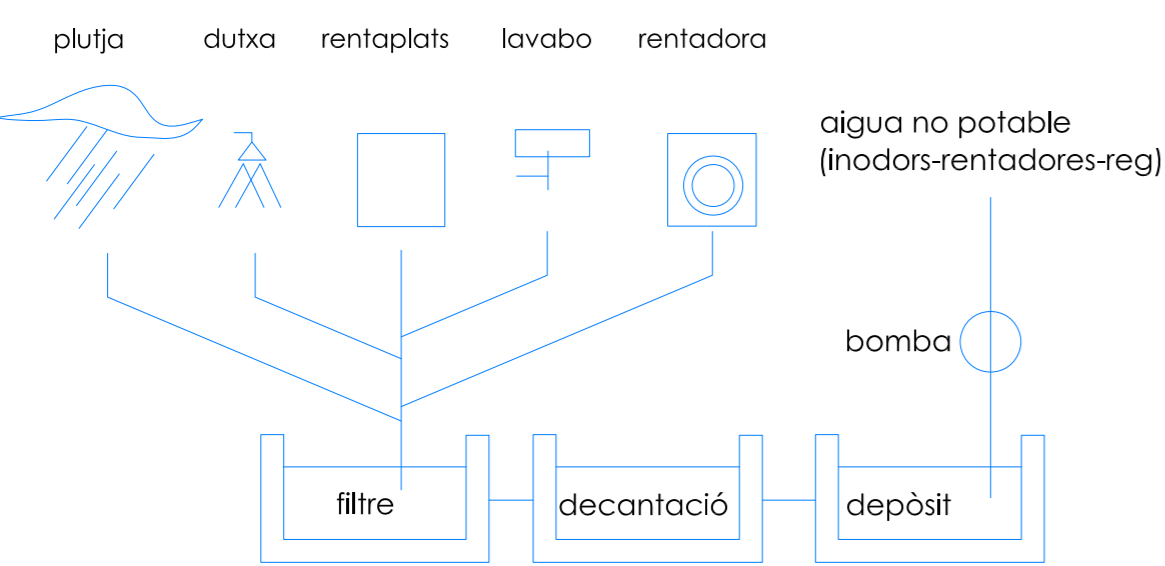 plutja
dutxa
rentaplats
lavabo
rentadora
aigua no potable
(inodors-rentadores-reg)
bomba
filtre
decantació
depòsit